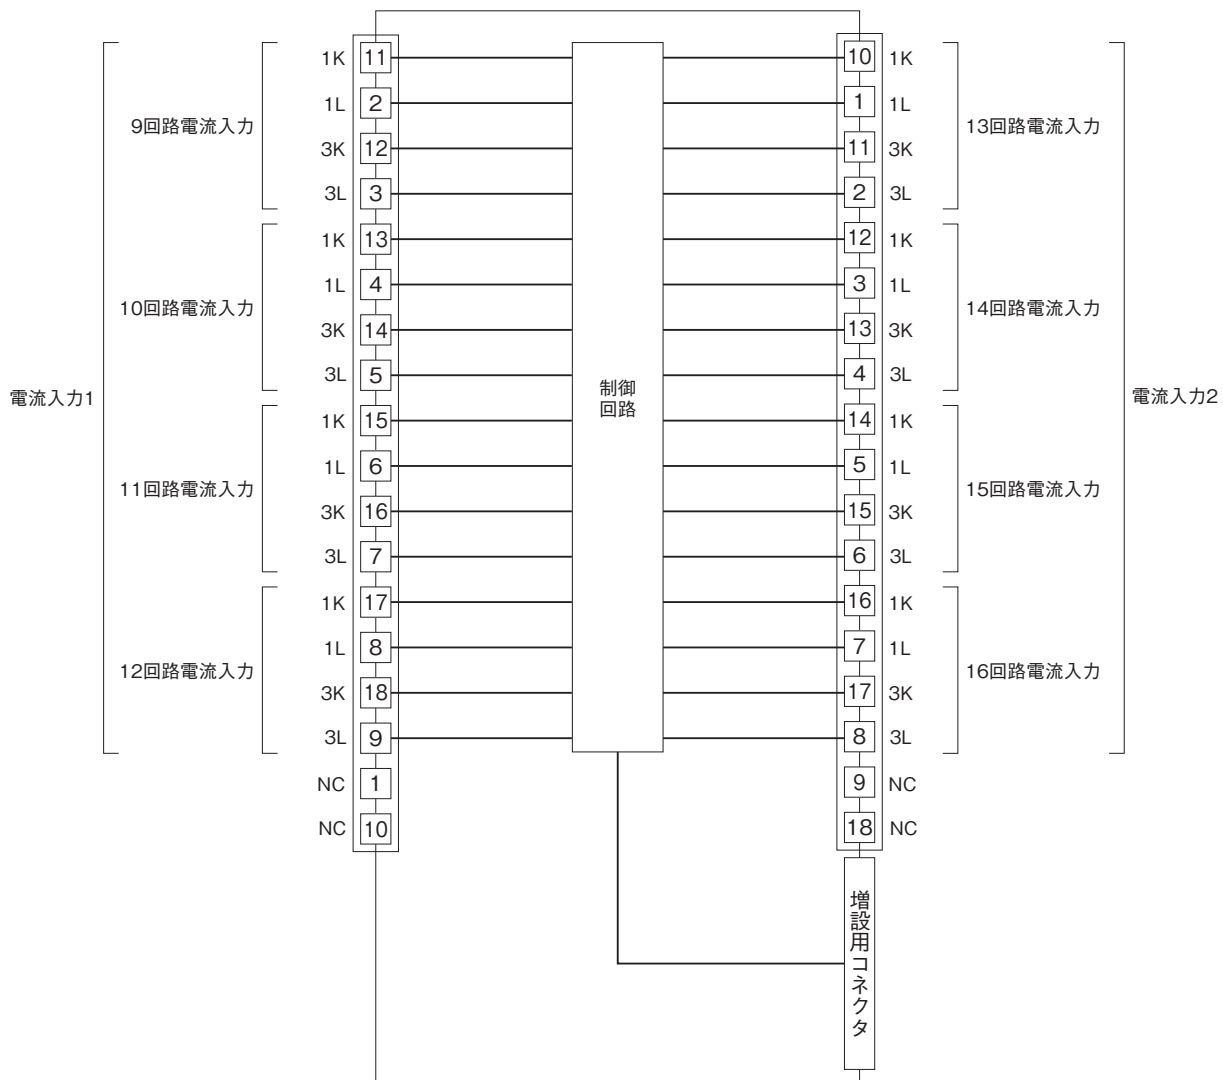 電流入力1
9回路電流入力
1K 11
1L 2
3K 12
3L 3
10回路電流入力
1K 13
1L 4
3K 14
3L 5
11回路電流入力
1K 15
1L 6
3K 16
3L 7
12回路電流入力
1K 17
1L 8
3K 18
3L 9
NC 1
NC 10
制御
回路
10 1K
1 1L
11 3K
2 3L
13回路電流入力
12 1K
3 1L
13 3K
4 3L
14回路電流入力
14 1K
5 1L
15 3K
6 3L
15回路電流入力
16 1K
7 1L
17 3K
8 3L
16回路電流入力
9 NC
18 NC
電流入力2
増設用コネクタ